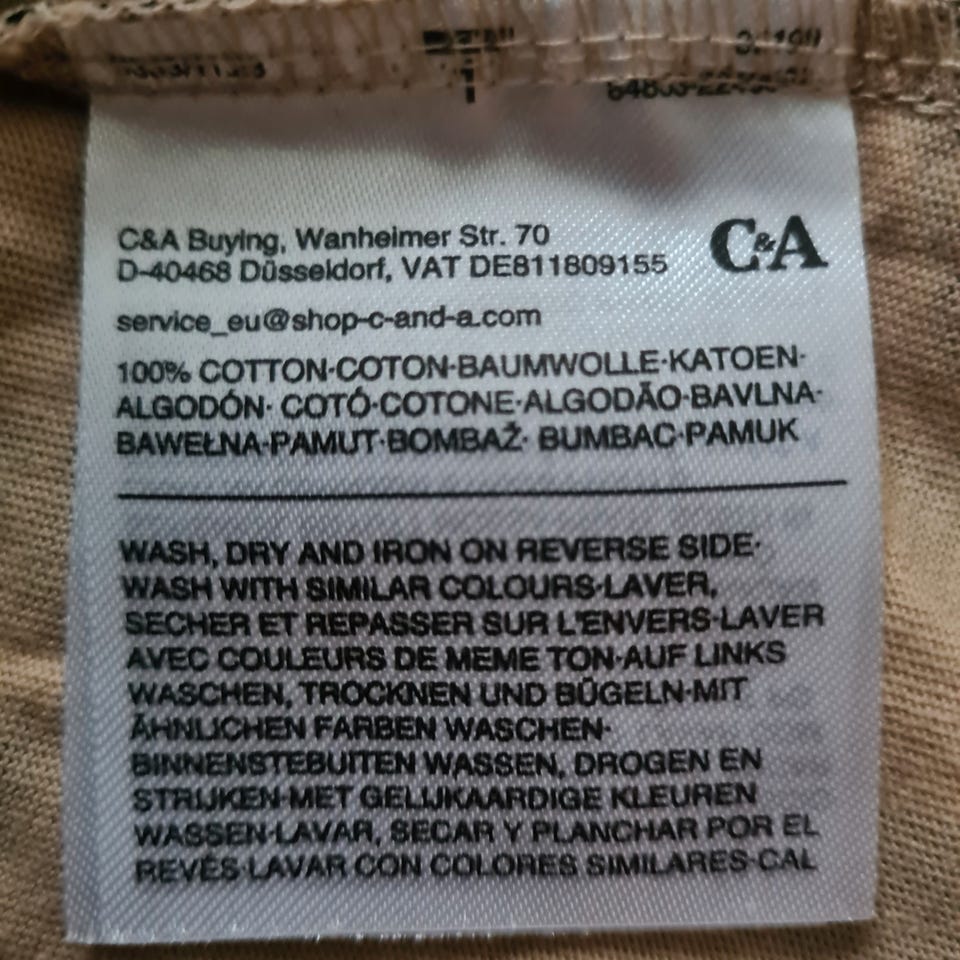 C&A Buying, Wanheimer Str. 70
D-40468 Düsseldorf, VAT DE811809155
C&A
service_eu@shop-c-and-a.com
100% COTTON·COTON·BAUMWOLLE·KATOEN·
ALGODÓN· COTÓ·COTONE·ALGODÃO·BAVLNA·
BAWEŁNA·PAMUT·BOMBAŽ· BUMBAC·PAMUK
WASH, DRY AND IRON ON REVERSE SIDE·
WASH WITH SIMILAR COLOURS·LAVER,
SECHER ET REPASSER SUR L'ENVERS·LAVER
AVEC COULEURS DE MEME TON·AUF LINKS
WASCHEN, TROCKNEN UND BÜGELN·MIT
ÄHNLICHEN FARBEN WASCHEN·
BINNENSTEBUITEN WASSEN, DROGEN EN
STRIJKEN·MET GELIJKAARDIGE KLEUREN
WASSEN·LAVAR, SECAR Y PLANCHAR POR EL
REVÉS·LAVAR CON COLORES SIMILARES·CAL